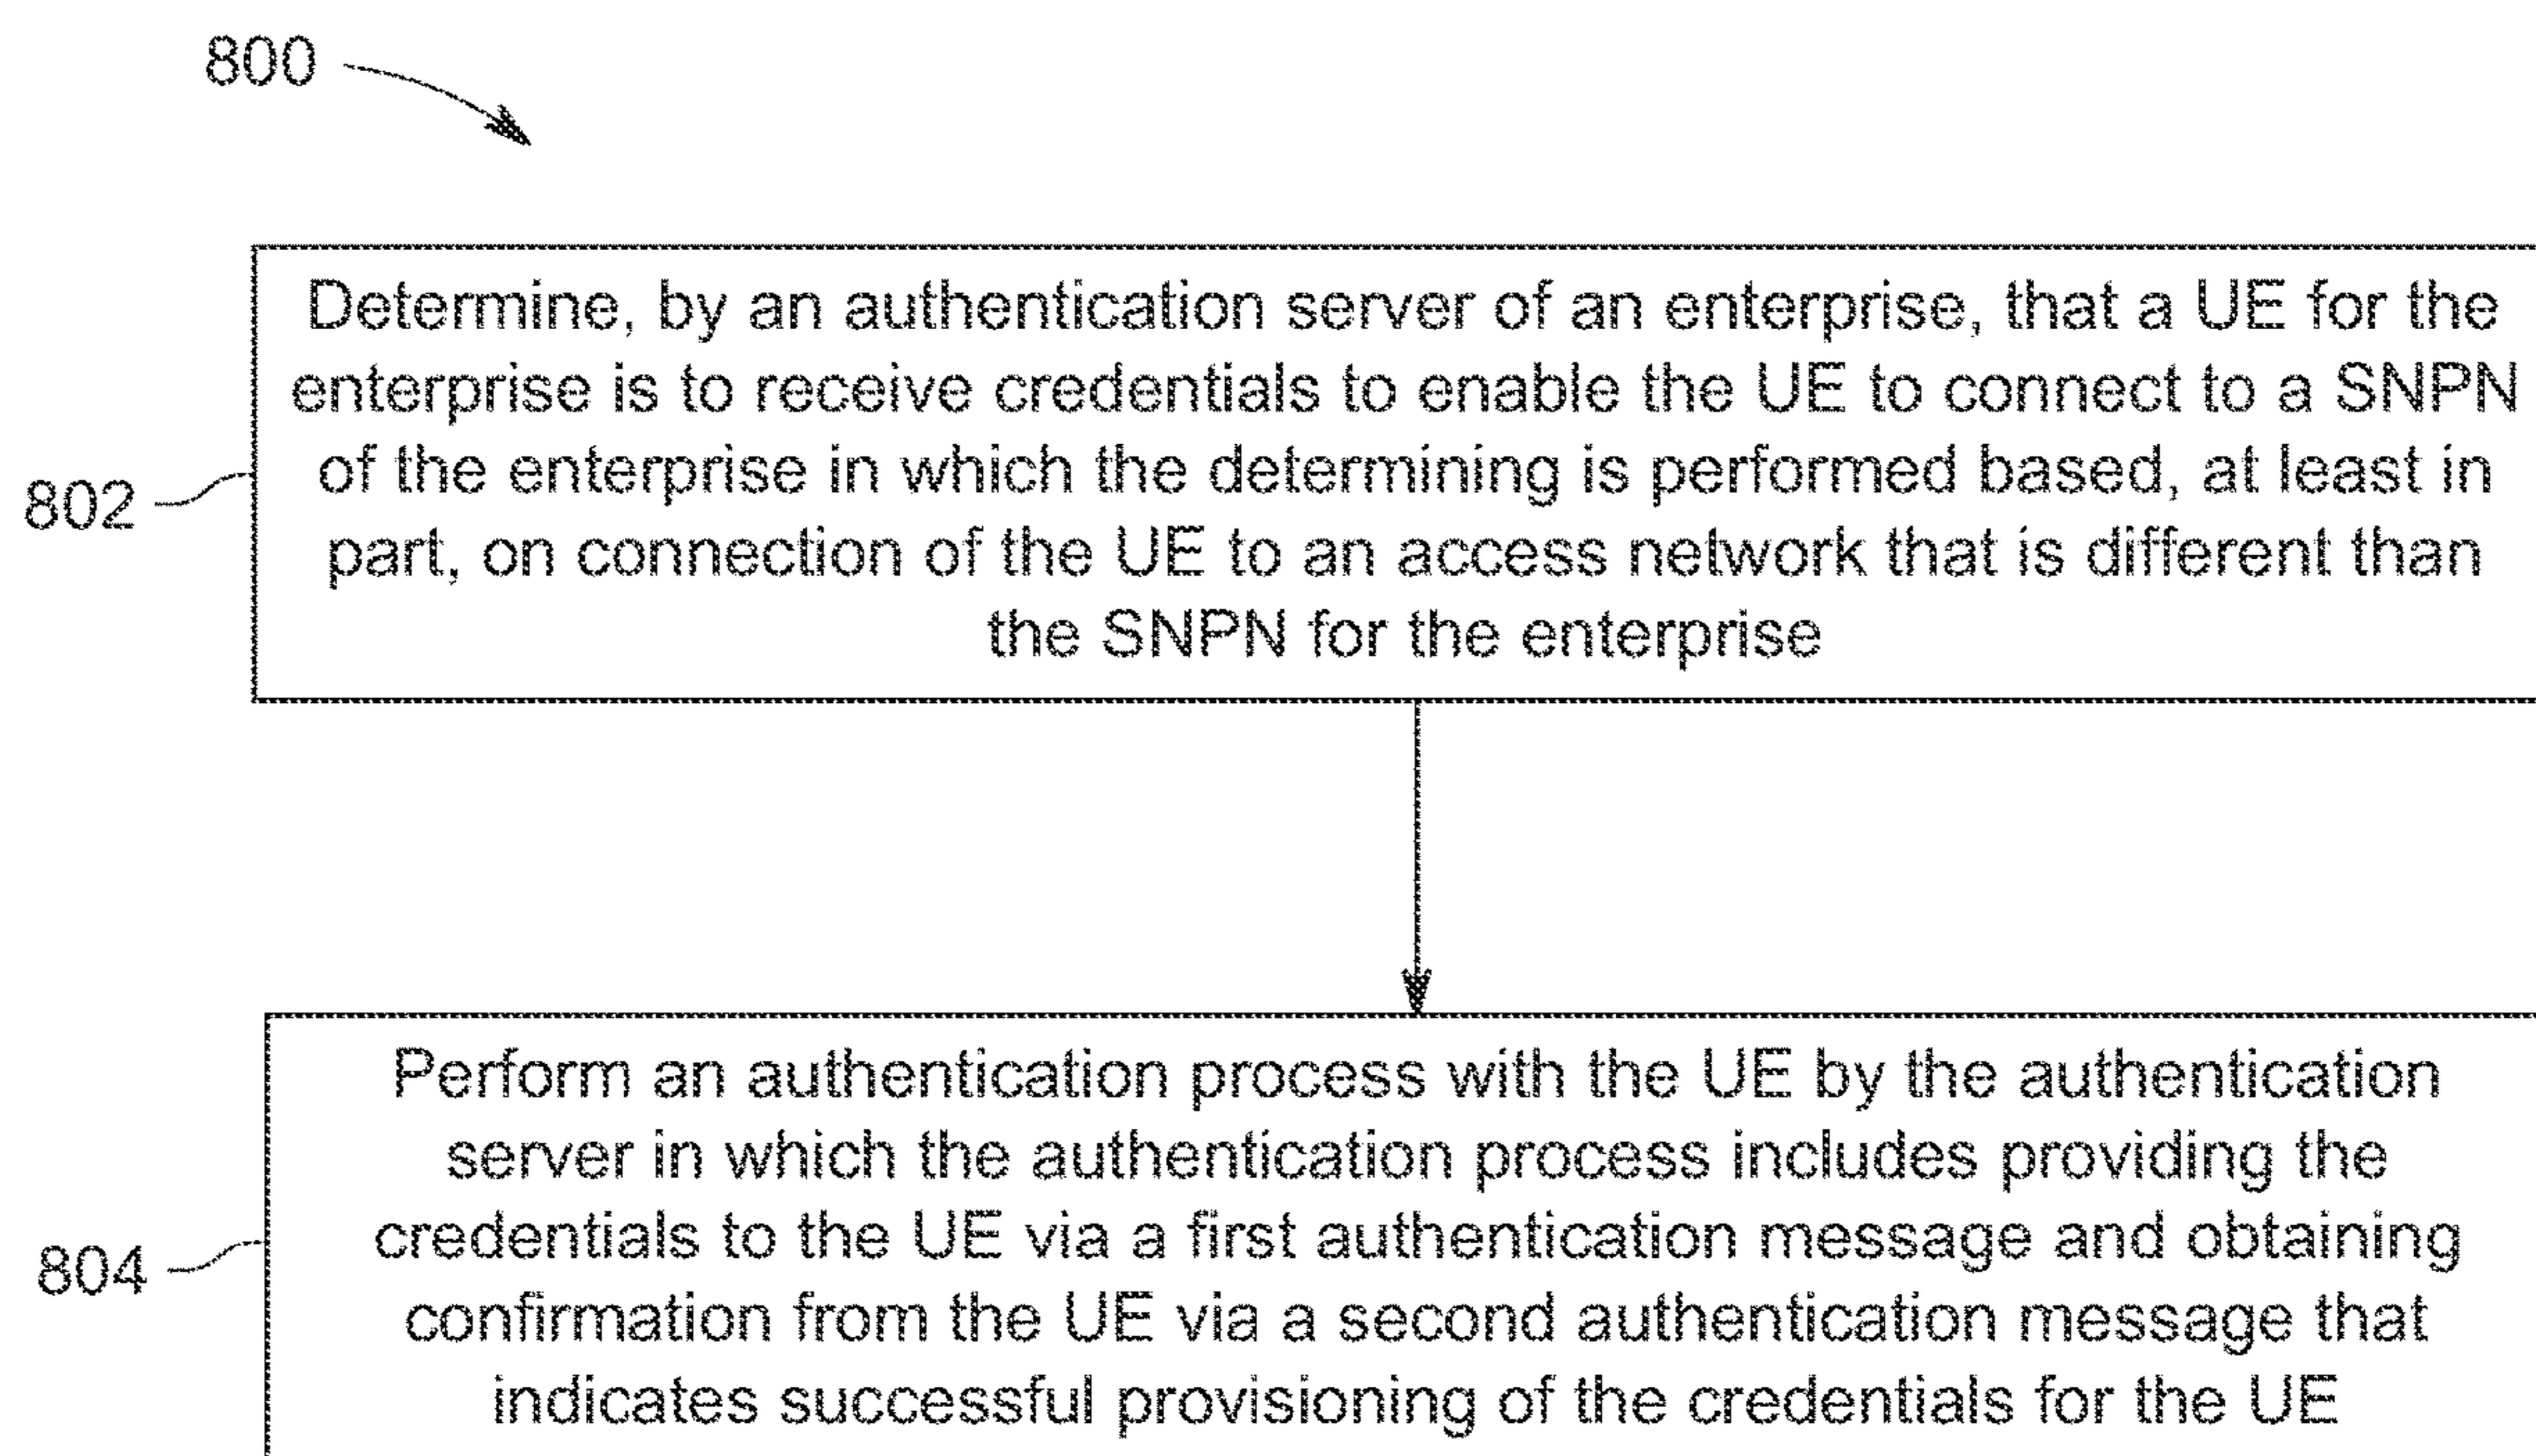 800
Determine, by an authentication server of an enterprise, that a UE for the
enterprise is to receive credentials to enable the UE to connect to a SNPN
of the enterprise in which the determining is performed based, at least in
802
part, on connection of the UE to an access network that is different than
the SNPN for the enterprise
Perform an authentication process with the UE by the authentication
server in which the authentication process includes providing the
credentials to the UE via a first authentication message and obtaining
804
confirmation from the UE via a second authentication message that
indicates successful provisioning of the credentials for the UE